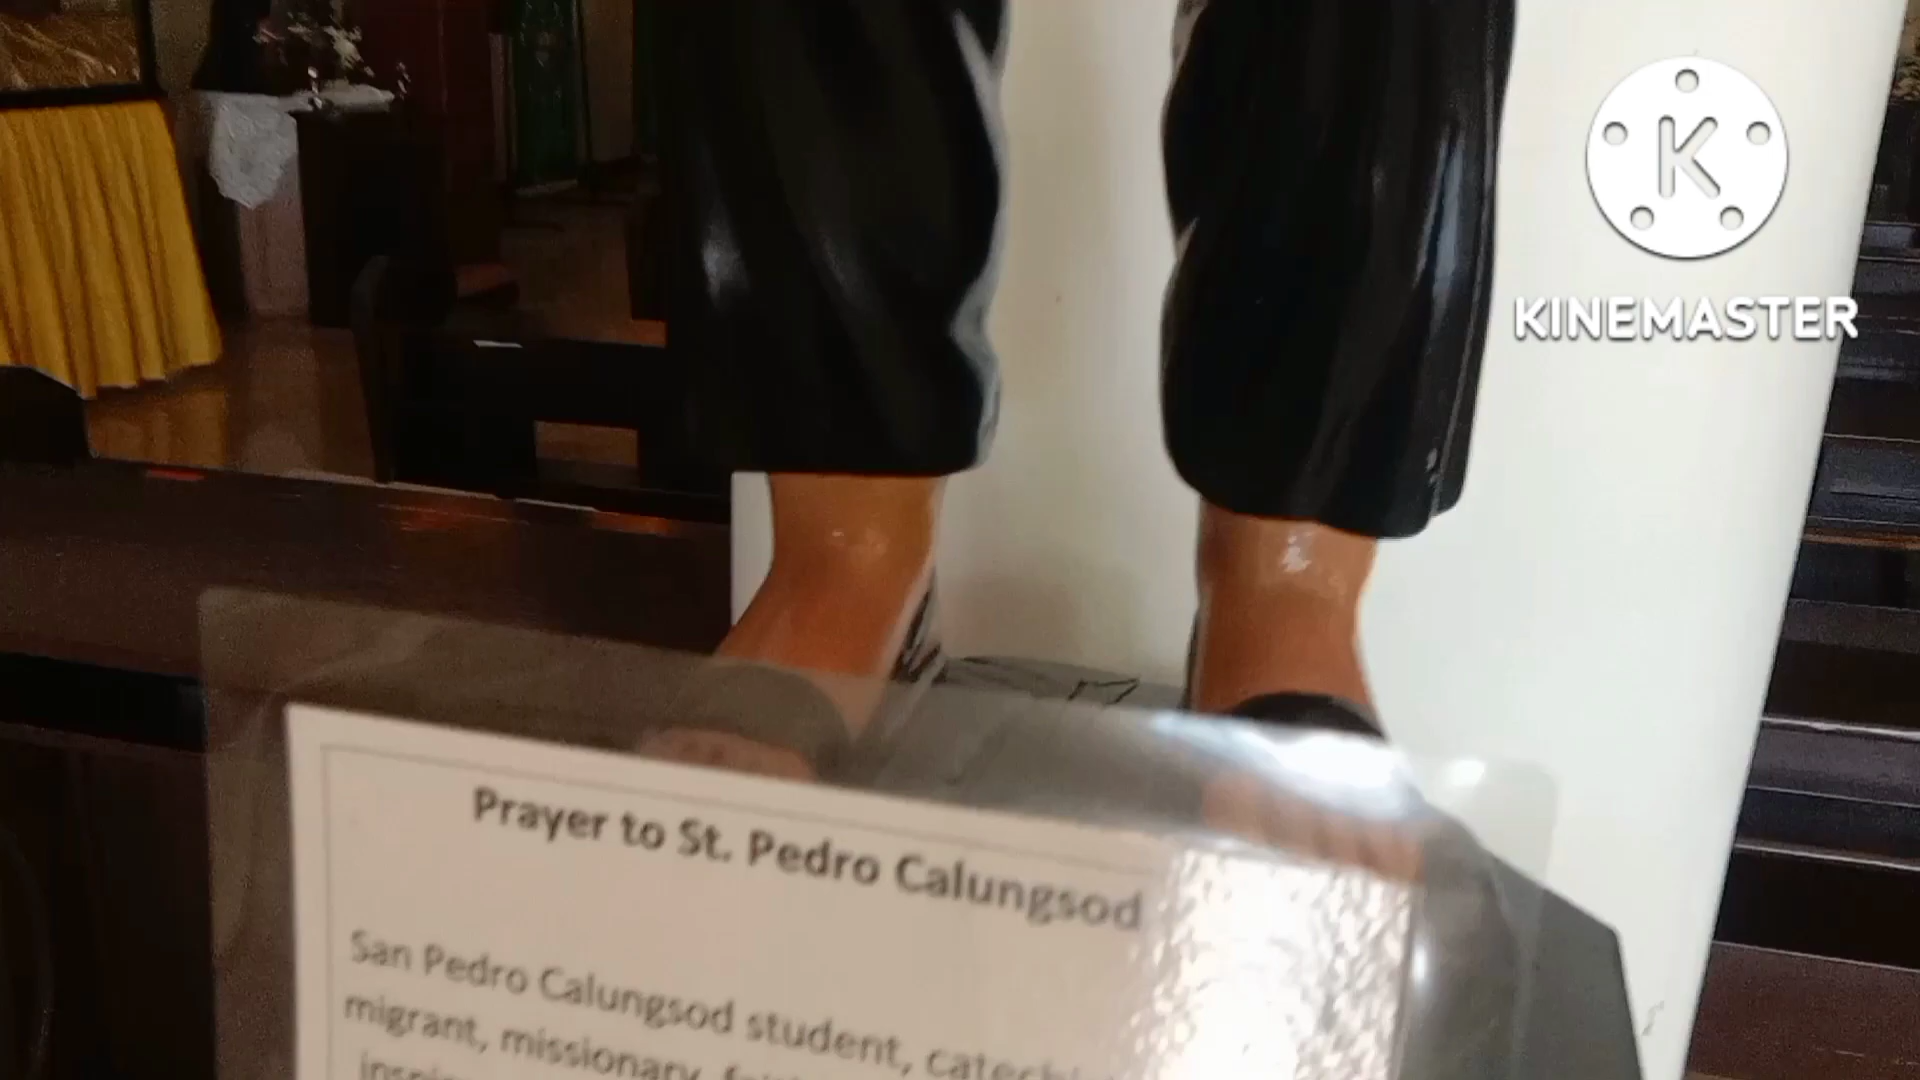 K
KINEMASTER
Prayer to St. Pedro Calungsod
San Pedro Calungsod student,
migrant, missionary,